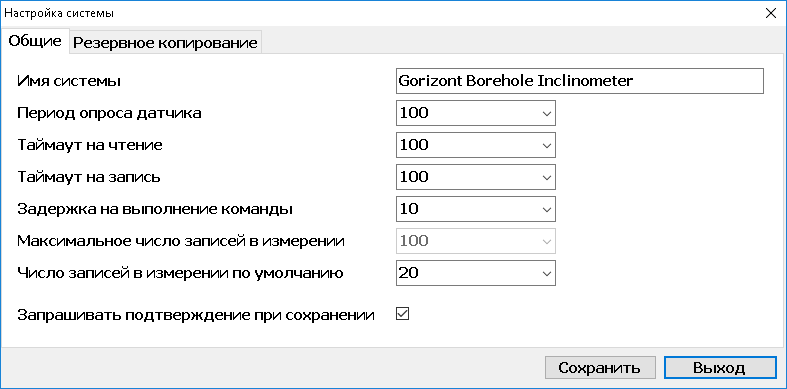 Настройка системы
Общие Резервное копирование
Имя системы Gorizont Borehole Inclinometer
Период опроса датчика 100
Таймаут на чтение 100
Таймаут на запись 100
Задержка на выполнение команды 10
Максимальное число записей в измерении 100
Число записей в измерении по умолчанию 20
Запрашивать подтверждение при сохранении
Сохранить Выход